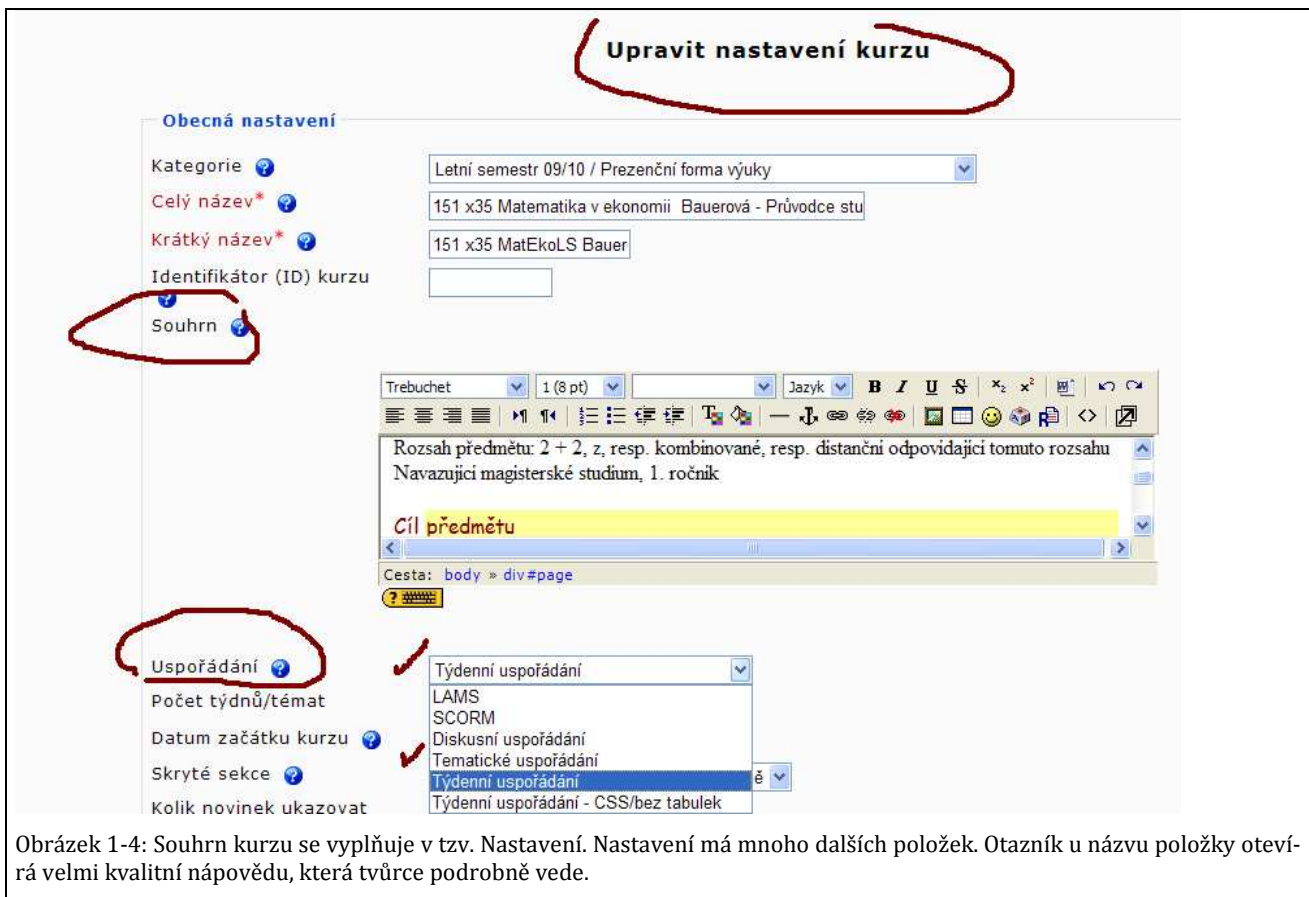 Upravit nastavení kurzu
Obecná nastavení
Kategorie
Letní semestr 09/10 / Prezenční forma výuky
Celý název*
151 x35 Matematika v ekonomii  Bauerová - Průvodce stu
Krátký název*
151 x35 MatEkoLS Bauer
Identifikátor (ID) kurzu
Souhrn
Trebuchet
1 (8 pt)
Jazyk
B I U S x₂ x²
Rozsah předmětu: 2 + 2, z, resp. kombinované, resp. distanční odpovídající tomuto rozsahu
Navazující magisterské studium, 1. ročník
Cíl předmětu
Cesta: body » div#page
Uspořádání
Týdenní uspořádání
Počet týdnů/témat
LAMS
SCORM
Datum začátku kurzu
Diskusní uspořádání
Tematické uspořádání
Skryté sekce
Týdenní uspořádání
ě
Týdenní uspořádání - CSS/bez tabulek
Kolik novinek ukazovat
Obrázek 1-4: Souhrn kurzu se vyplňuje v tzv. Nastavení. Nastavení má mnoho dalších položek. Otazník u názvu položky oteví-
rá velmi kvalitní nápovědu, která tvůrce podrobně vede.